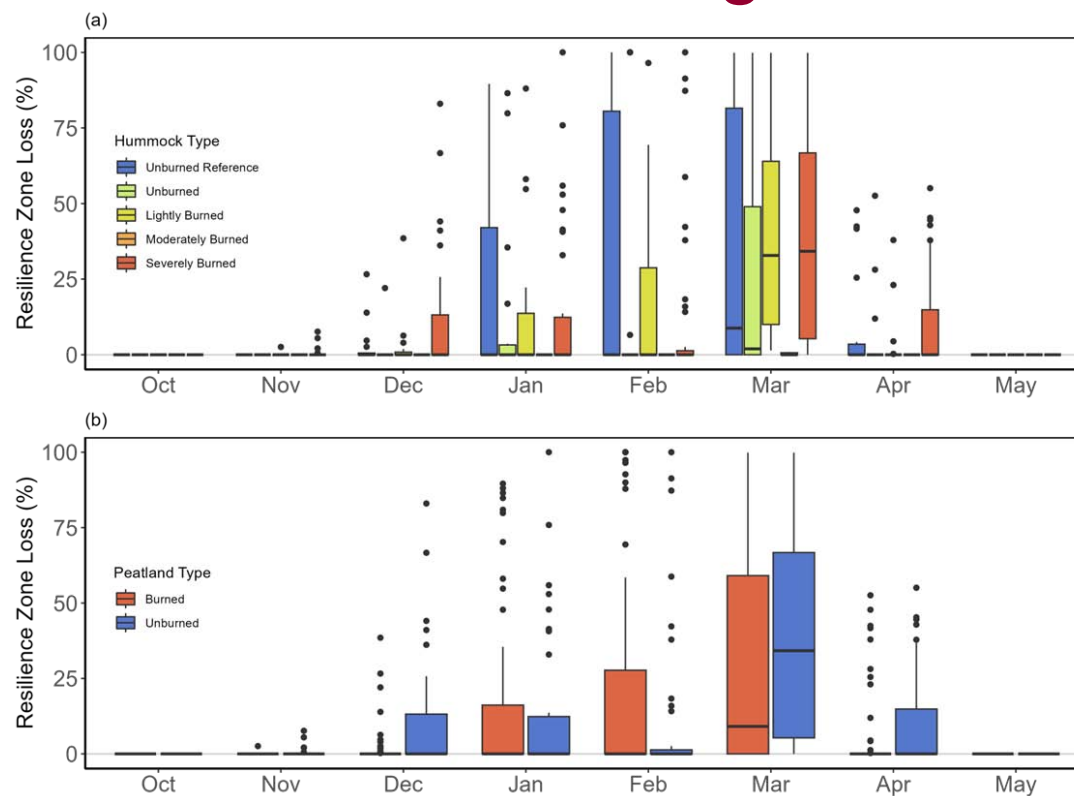 (a)
Resilience Zone Loss (%)
100
75
50
25
0
Hummock Type
Unburned Reference
Unburned
Lightly Burned
Moderately Burned
Severely Burned
Oct Nov Dec Jan Feb Mar Apr May
(b)
Resilience Zone Loss (%)
100
75
50
25
0
Peatland Type
Burned
Unburned
Oct Nov Dec Jan Feb Mar Apr May